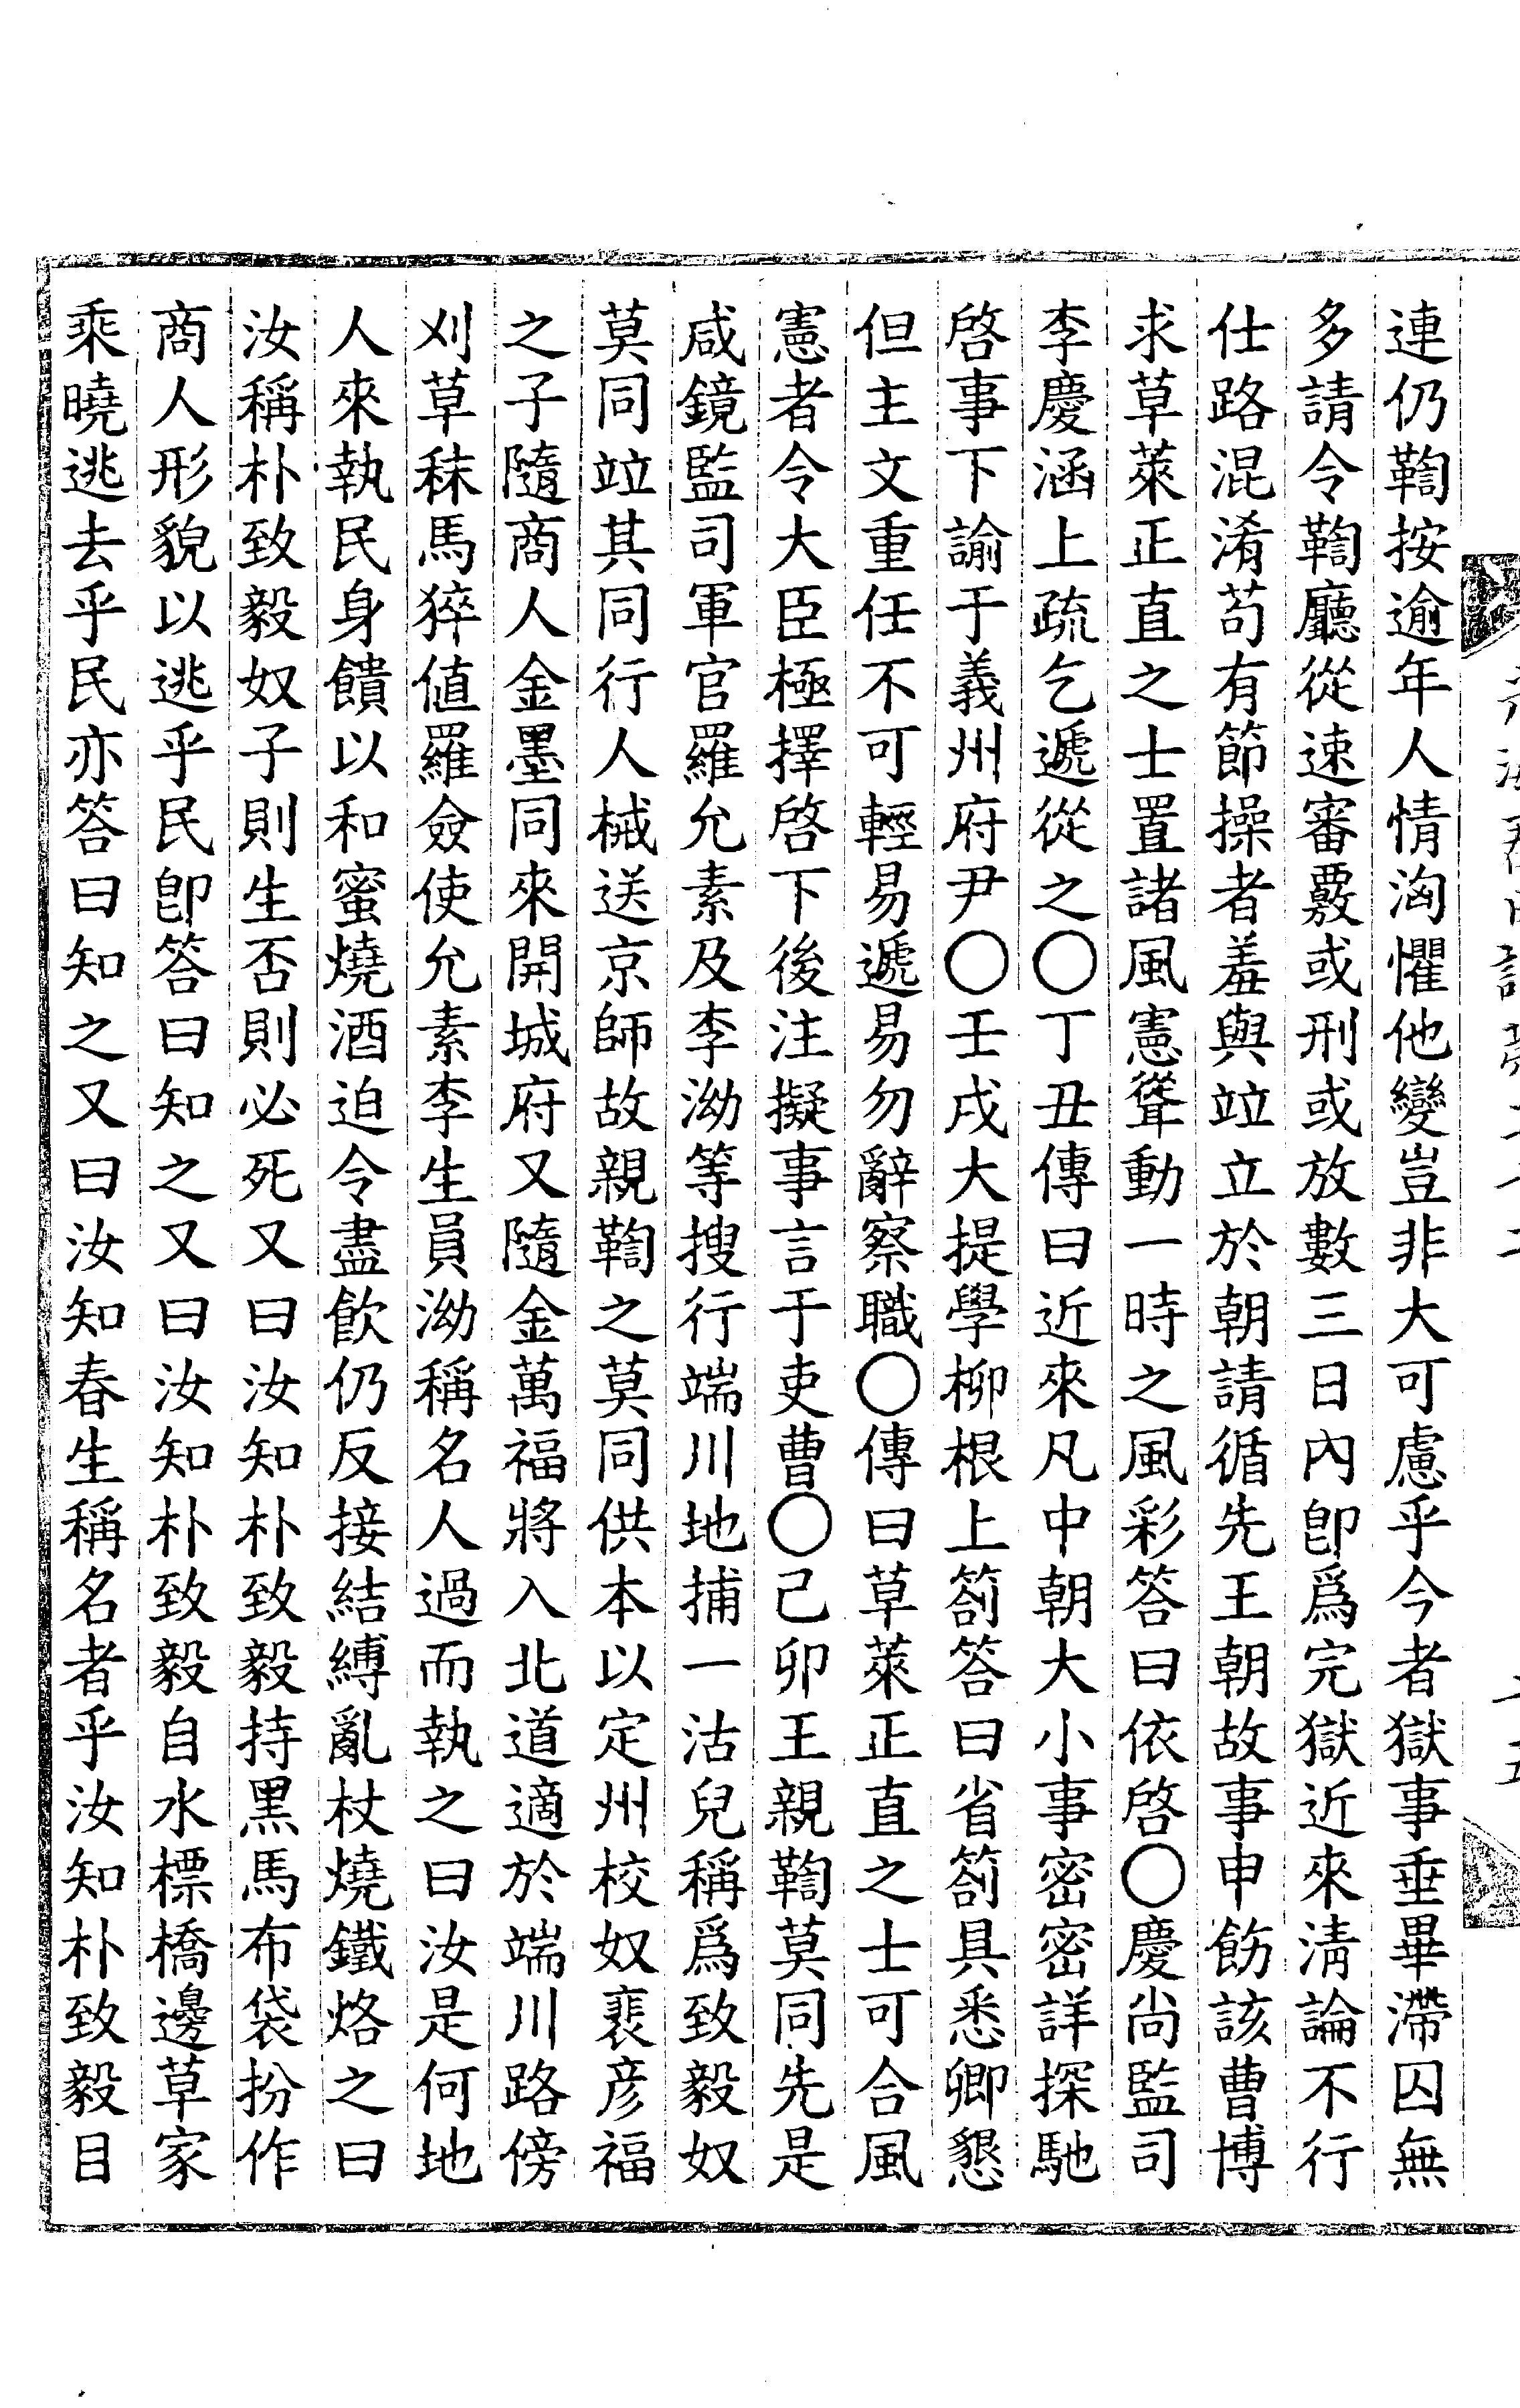 連仍鞫按逾年人情洶懼他變豈非大可慮乎今者獄事垂畢滯囚無
多請令鞫廳從速審覈或刑或放數三日內卽爲完獄近來淸論不行
仕路混淆苟有節操者羞與竝立於朝請循先王朝故事申飭該曹博
求草萊正直之士置諸風憲聳動一時之風彩答曰依啓〇慶尙監司
李慶涵上疏乞遞從之〇丁丑傳曰近來凡中朝大小事密密詳探馳
啓事下諭于義州府尹〇壬戌大提學柳根上箚答曰省箚具悉卿懇
但主文重任不可輕易遞易勿辭察職〇傳曰草萊正直之士可合風
憲者令大臣極擇啓下後注擬事言于吏曹〇己卯王親鞫莫同先是
咸鏡監司軍官羅允素及李泑等搜行端川地捕一沽兒稱爲致毅奴
莫同竝其同行人械送京師故親鞫之莫同供本以定州校奴裵彦福
之子隨商人金墨同來開城府又隨金萬福將入北道適於端川路傍
刈草秣馬猝値羅僉使允素李生員泑稱名人過而執之曰汝是何地
人來執民身饋以和蜜燒酒迫令盡飮仍反接結縛亂杖燒鐵烙之曰
汝稱朴致毅奴子則生否則必死又曰汝知朴致毅持黑馬布袋扮作
商人形貌以逃乎民卽答曰知之又曰汝知朴致毅自水標橋邊草家
乘曉逃去乎民亦答曰知之又曰汝知春生稱名者乎汝知朴致毅目